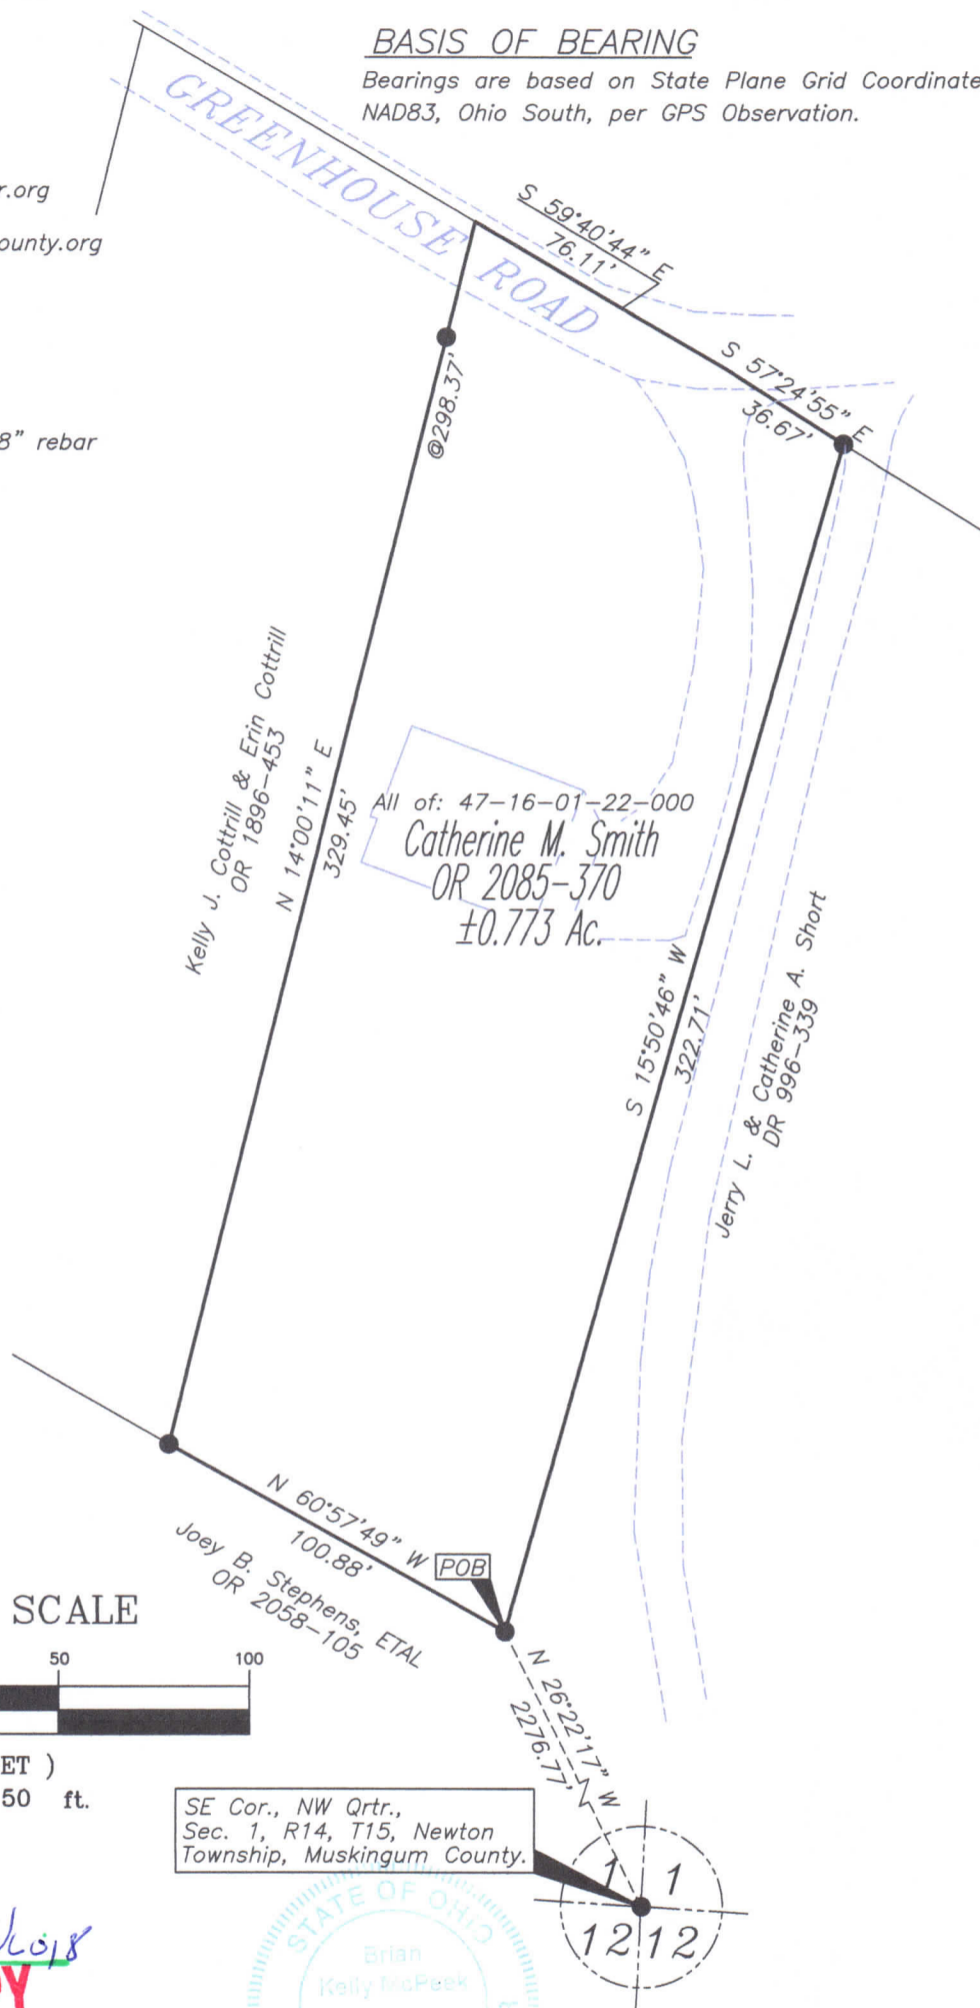 BASIS OF BEARING
Bearings are based on State Plane Grid Coordinate
NAD83, Ohio South, per GPS Observation.
r.org
ounty.org
8" rebar
GREENHOUSE ROAD
S 59°40'44" E
76.11'
S 57°24'55" E
36.67'
@298.37'
Kelly J. Cottrill & Erin Cottrill
OR 1896-453
N 14°00'11" E
329.45'
All of: 47-16-01-22-000
Catherine M. Smith
OR 2085-370
±0.773 Ac.
S 15°50'46" W
322.71'
Jerry L. & Catherine A. Short
DR 996-339
N 60°57'49" W
100.88'
Joey B. Stephens, ETAL
OR 2058-105
POB
N 26°22'17" W
2276.77'
SCALE
50 100
ET )
50 ft.
SE Cor., NW Qrtr.,
Sec. 1, R14, T15, Newton
Township, Muskingum County.
1 1
12 12
STATE OF OHIO
Brian
Kelly McPeek